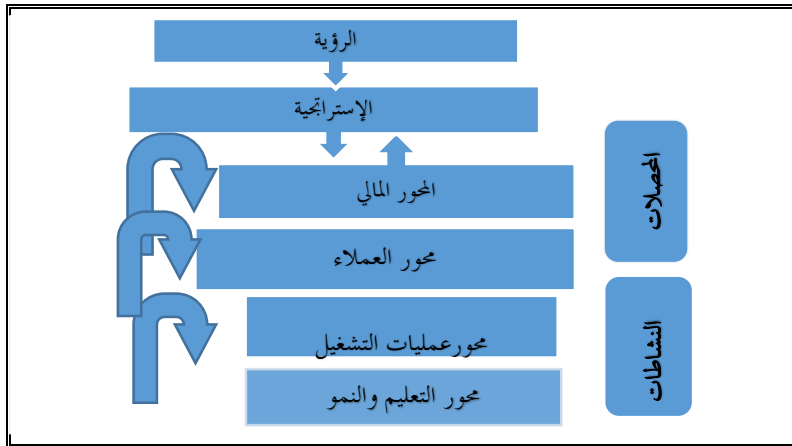 الرؤية
الإستراتجية
المحور المالي
محور العملاء
محورعمليات التشغيل
محور التعليم والنمو
المحصلات
النشاطات